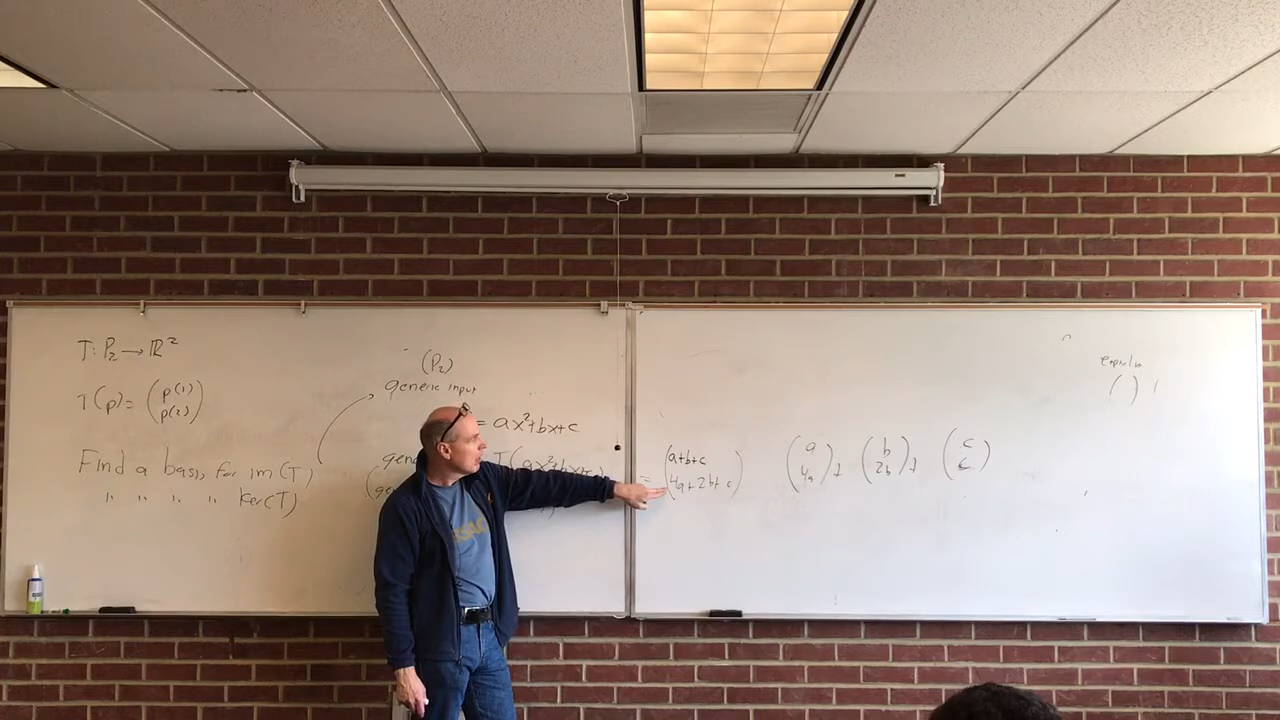 T: P₂ → ℝ²
T(p) = (p(1)
p(2))
Find a basis for im(T)
" " " " ker(T)
(P₂)
generic input
= ax²+bx+c
T(ax²+bx+c)
= (a+b+c
4a+2b+c)
(a
4a) + (b
2b) + (c
c)
( )